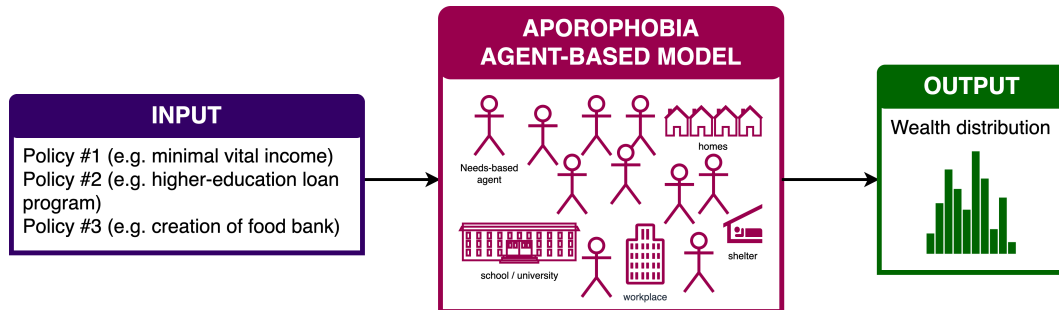 INPUT
Policy #1 (e.g. minimal vital income)
Policy #2 (e.g. higher-education loan
program)
Policy #3 (e.g. creation of food bank)
APOROPHOBIA
AGENT-BASED MODEL
Needs-based
agent
homes
school / university
workplace
shelter
OUTPUT
Wealth distribution